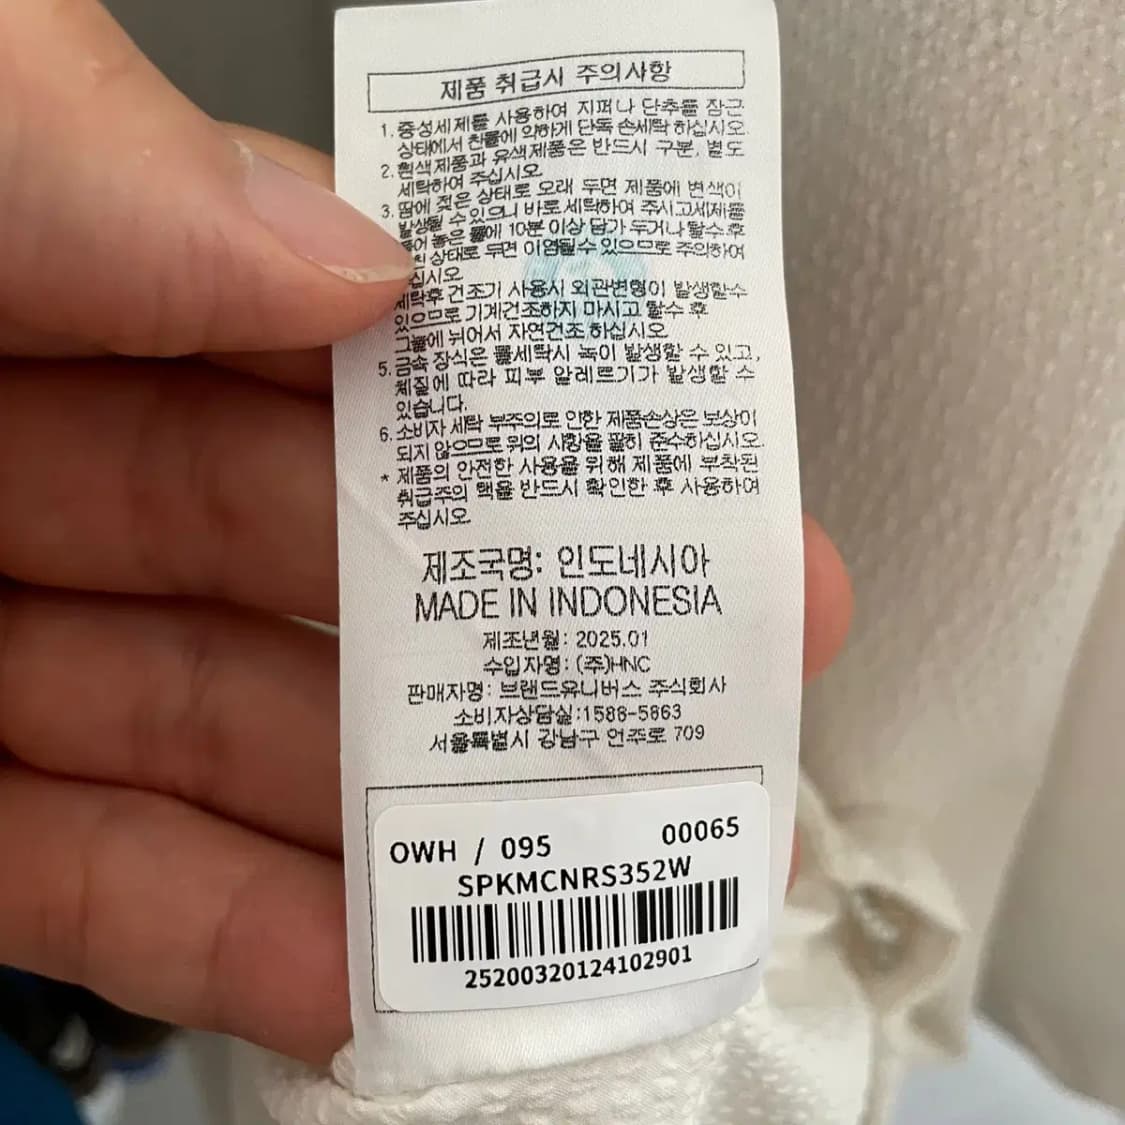 제품 취급시 주의사항
1. 중성세제를 사용하여 지퍼나 단추를 잠근
상태에서 찬물에 약하게 단독 손세탁 하십시오.
2. 흰색제품과 유색제품은 반드시 구분, 별도
세탁하여 주십시오.
3. 땀에 젖은 상태로 오래 두면 제품에 변색이
발생될 수 있으니 바로 세탁하여 주시고 세제를
놓은 물에 10분 이상 담가 두거나 탈수 후
상태로 두면 이염될수 있으므로 주의하여
십시오.
세탁후 건조기 사용시 외관변형이 발생할수
있으므로 기계건조하지 마시고 탈수 후
그늘에 뉘어서 자연건조 하십시오.
5. 금속 장식은 물세탁시 녹이 발생할 수 있고,
체질에 따라 피부 알레르기가 발생할 수
있습니다.
6. 소비자 세탁 부주의로 인한 제품손상은 보상이
되지 않으므로 위의 사항을 필히 준수하십시오.
* 제품의 안전한 사용을 위해 제품에 부착된
취급주의 택을 반드시 확인한 후 사용하여
주십시오.
제조국명: 인도네시아
MADE IN INDONESIA
제조년월: 2025.01
수입자명: (주)HNC
판매자명: 브랜드유니버스 주식회사
소비자상담실:1588-5863
서울특별시 강남구 언주로 709
OWH / 095 00065
SPKMCNRS352W
25200320124102901